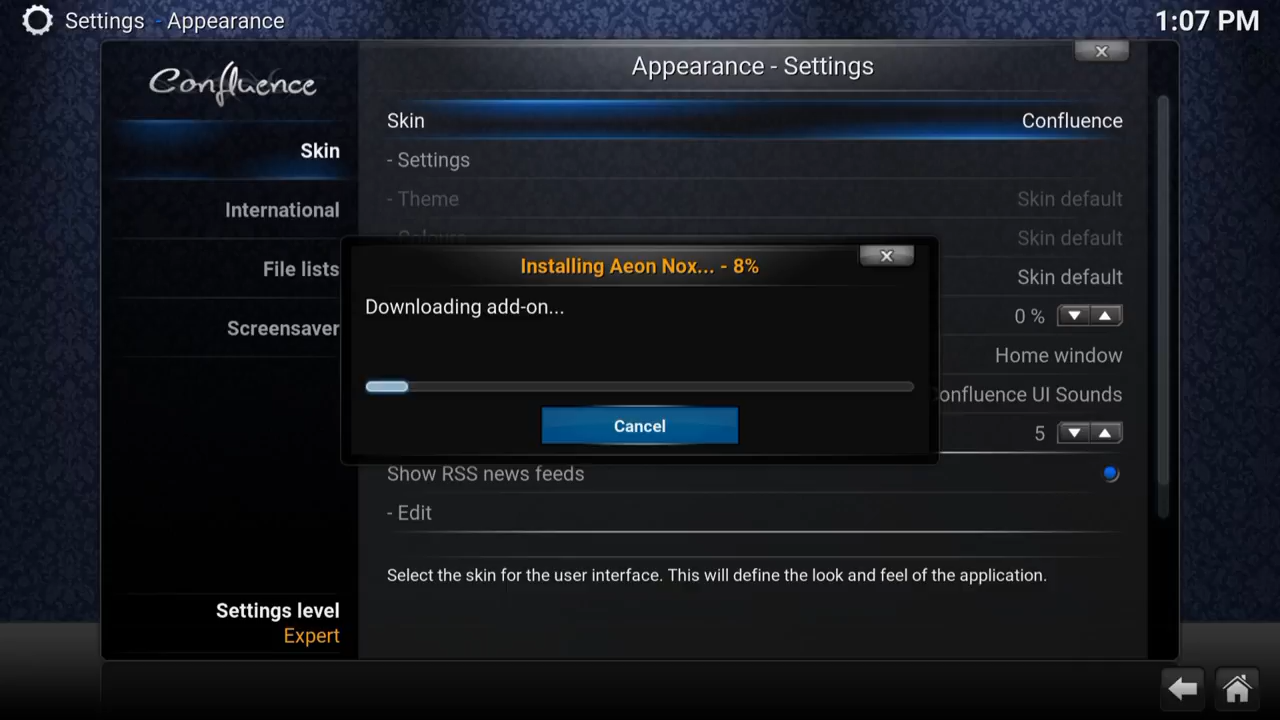 Settings - Appearance
1:07 PM
Confluence
Appearance - Settings
Skin
International
File lists
Screensaver
Settings level
Expert
Skin Confluence
- Settings
- Theme Skin default
- Colours Skin default
Skin default
0 %
Home window
onfluence UI Sounds
5
Show RSS news feeds
- Edit
Select the skin for the user interface. This will define the look and feel of the application.
Installing Aeon Nox... - 8%
Downloading add-on...
Cancel